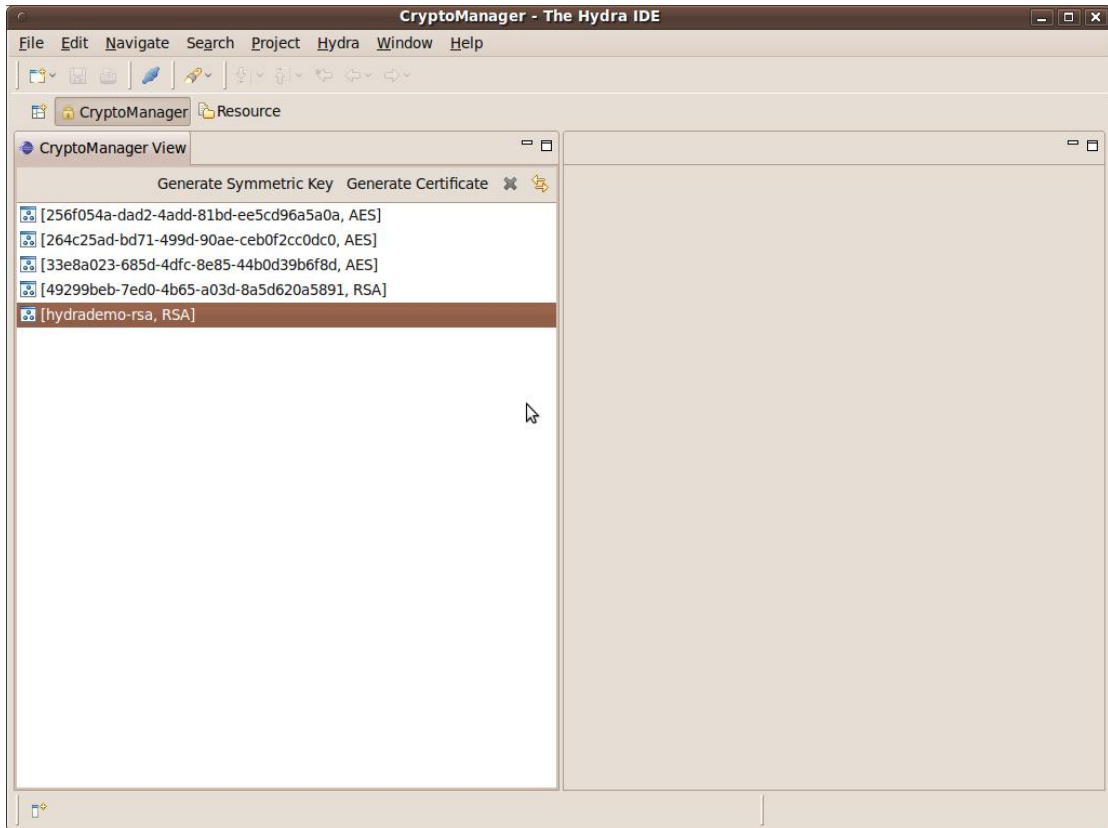 CryptoManager - The Hydra IDE
File Edit Navigate Search Project Hydra Window Help
CryptoManager Resource
CryptoManager View
Generate Symmetric Key Generate Certificate
[256f054a-dad2-4add-81bd-ee5cd96a5a0a, AES]
[264c25ad-bd71-499d-90ae-ceb0f2cc0dc0, AES]
[33e8a023-685d-4dfc-8e85-44b0d39b6f8d, AES]
[49299beb-7ed0-4b65-a03d-8a5d620a5891, RSA]
[hydrademo-rsa, RSA]